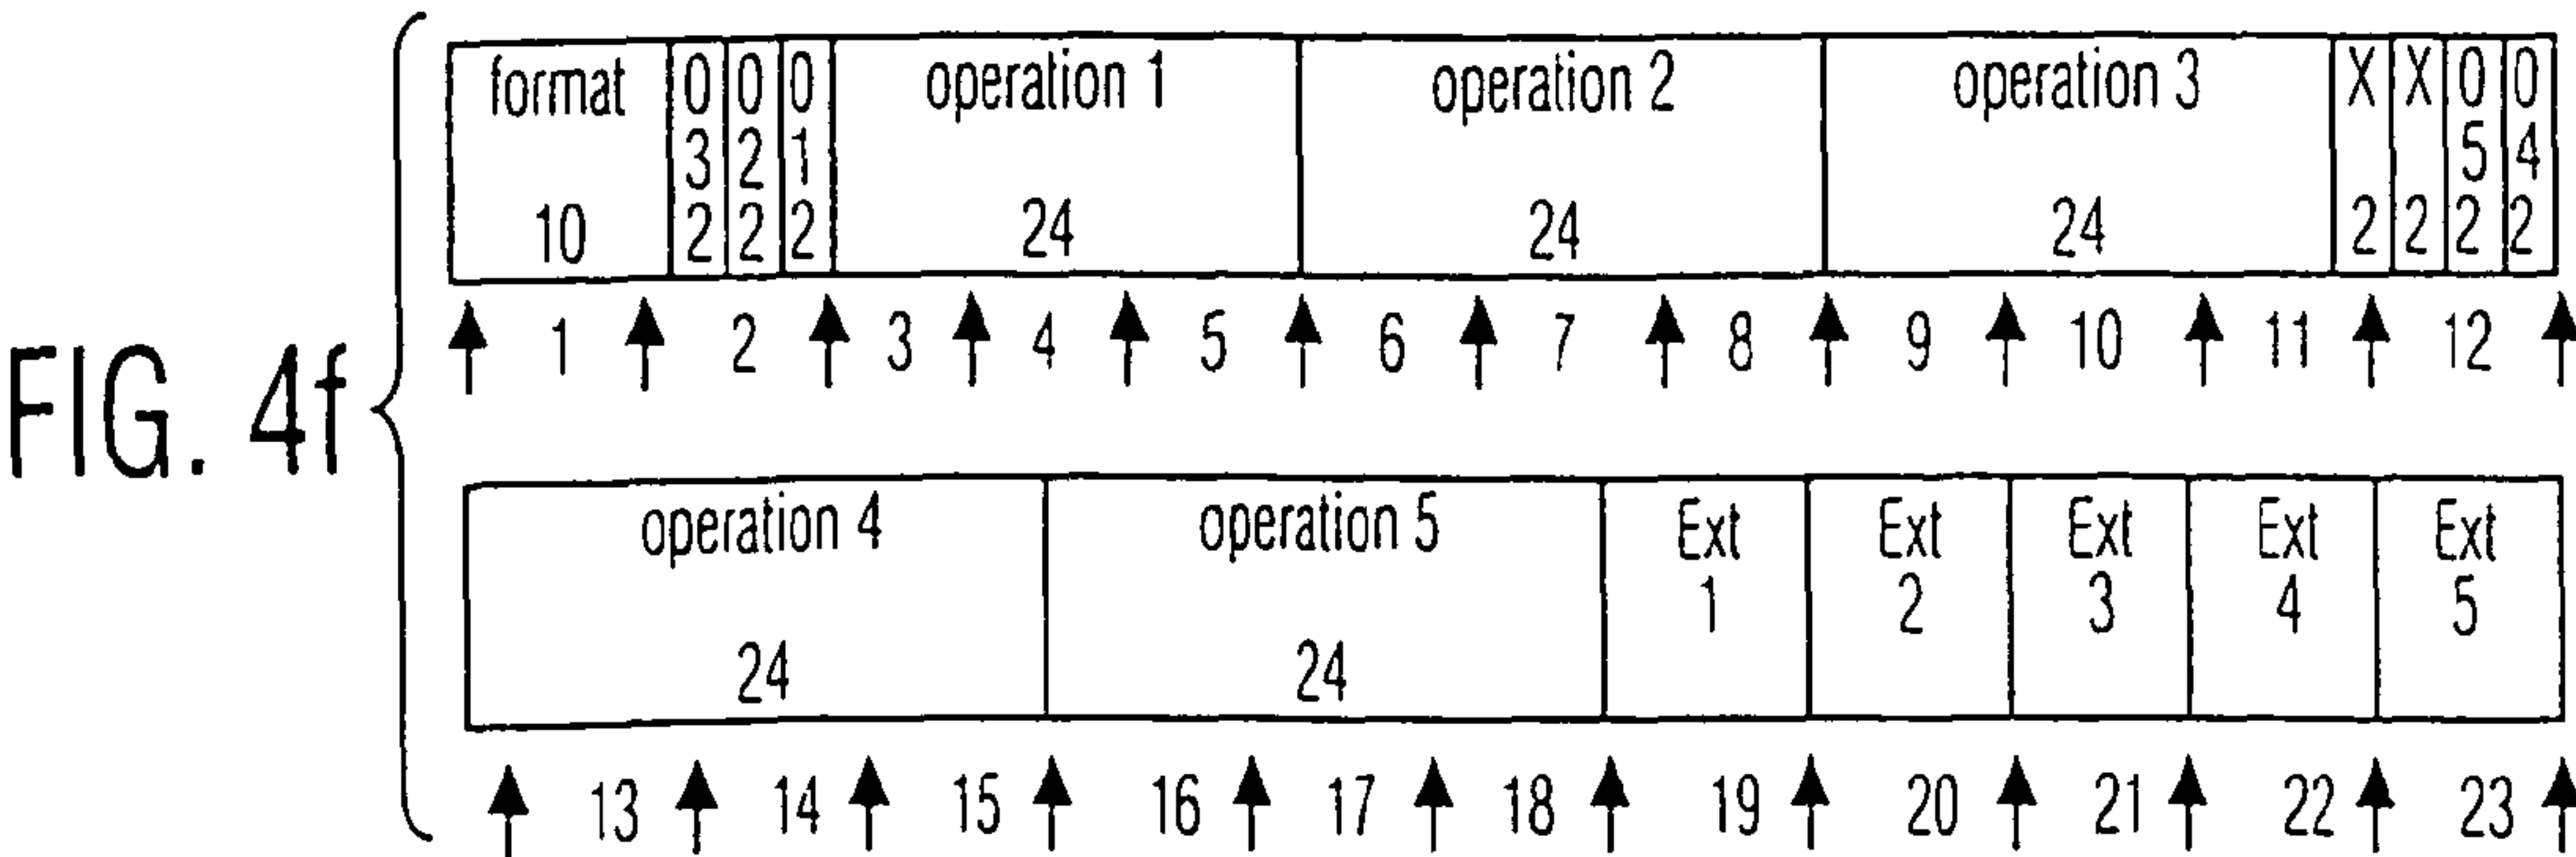 FIG. 4f
format 0 0 0 operation 1 operation 2 operation 3 X X 0 0
3 2 1 5 4
10 2 2 2 24 24 24 2 2 2 2
1 2 3 4 5 6 7 8 9 10 11 12
operation 4 operation 5 Ext Ext Ext Ext Ext
1 2 3 4 5
24 24
13 14 15 16 17 18 19 20 21 22 23